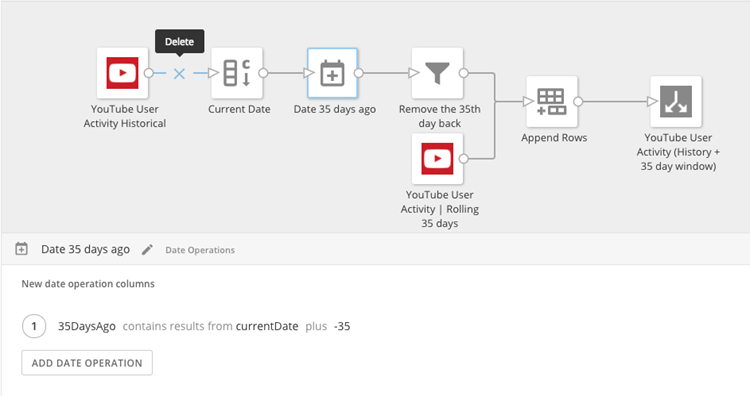 Delete
YouTube User
Activity Historical
Current Date
Date 35 days ago
Remove the 35th
day back
Append Rows
YouTube User
Activity (History +
35 day window)
YouTube User
Activity | Rolling
35 days
Date 35 days ago Date Operations
New date operation columns
1 35DaysAgo contains results from currentDate plus -35
ADD DATE OPERATION